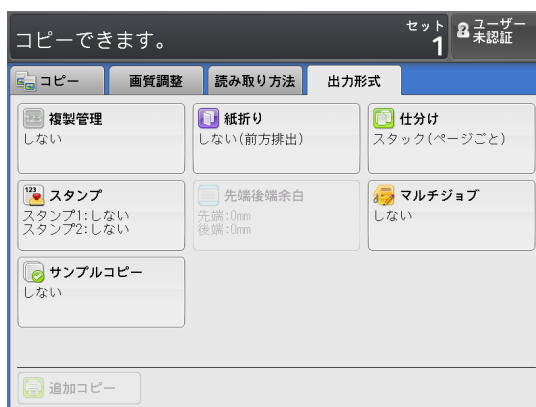 コピーできます。
セット
1
ユーザー
未認証
コピー
画質調整
読み取り方法
出力形式
123
複製管理
しない
紙折り
しない(前方排出)
仕分け
スタック(ページごと)
123
スタンプ
スタンプ1:しない
スタンプ2:しない
先端後端余白
先端:0mm
後端:0mm
マルチジョブ
しない
サンプルコピー
しない
追加コピー